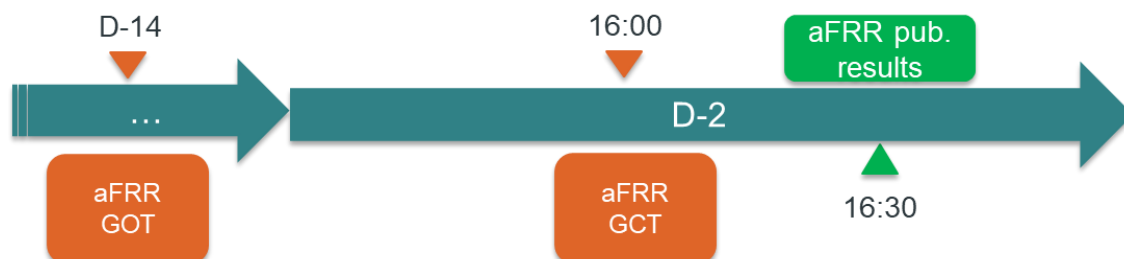 D-14
16:00
aFRR pub.
results
...
D-2
aFRR
GOT
aFRR
GCT
16:30